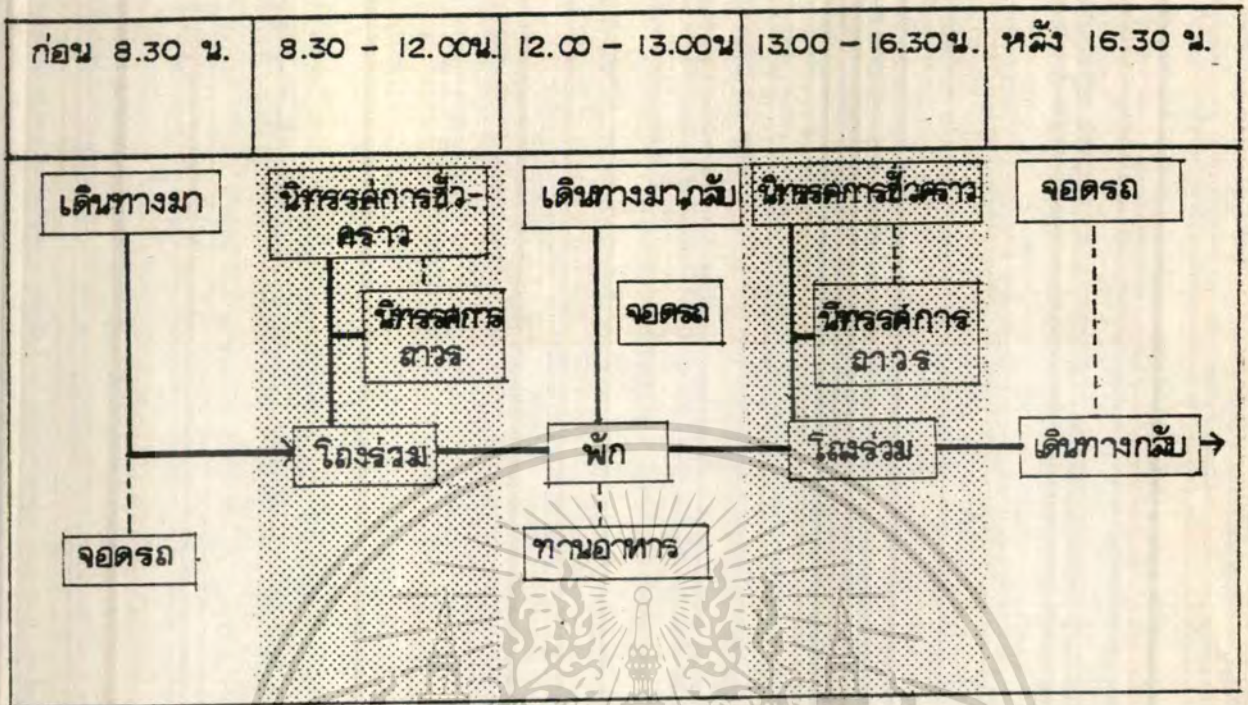 ก่อน 8.30 น.
8.30 - 12.00น.
12.00 - 13.00น
13.00 - 16.30น.
หลัง 16.30 น.
เดินทางมา
จอดรถ
นิทรรศการชั่ว-
คราว
นิทรรศการ
ถาวร
โถงร่วม
เดินทางมา,กลับ
จอดรถ
พัก
ทานอาหาร
นิทรรศการชั่วคราว
นิทรรศการ
ถาวร
โถงร่วม
จอดรถ
เดินทางกลับ